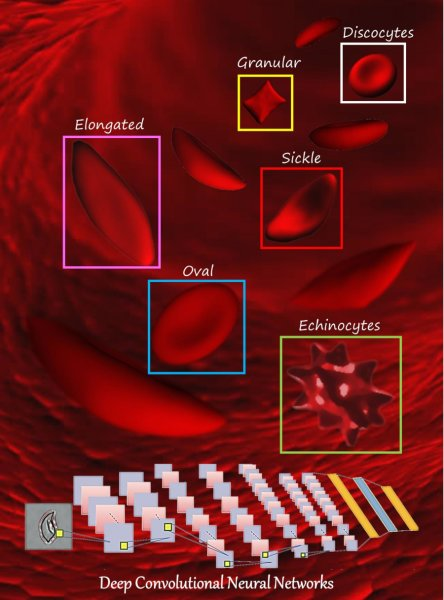 Discocytes
Granular
Elongated
Sickle
Oval
Echinocytes
Deep Convolutional Neural Networks